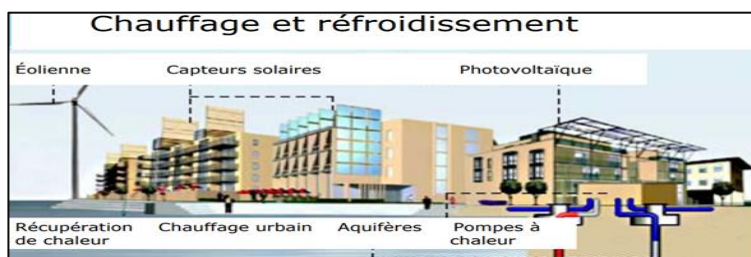 Chauffage et réfroidissement
Éolienne
Capteurs solaires
Photovoltaïque
Récupération
de chaleur
Chauffage urbain
Aquifères
Pompes à
chaleur